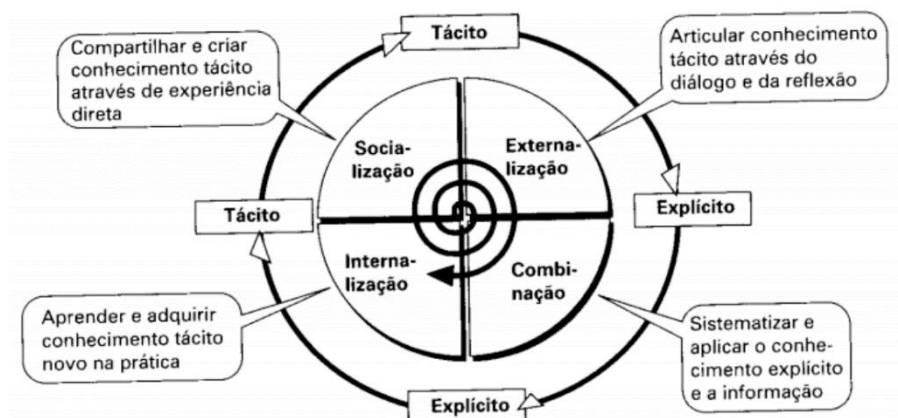 Tácito
Compartilhar e criar
conhecimento tácito
através de experiência
direta
Articular conhecimento
tácito através do
diálogo e da reflexão
Socia-
lização
Externa-
lização
Tácito
Explícito
Interna-
lização
Combi-
nação
Aprender e adquirir
conhecimento tácito
novo na prática
Sistematizar e
aplicar o conhe-
cimento explícito
e a informação
Explícito